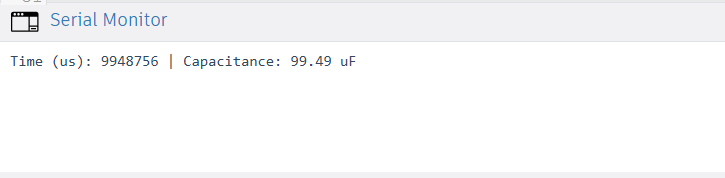 Serial Monitor
Time (us): 9948756 | Capacitance: 99.49 uF